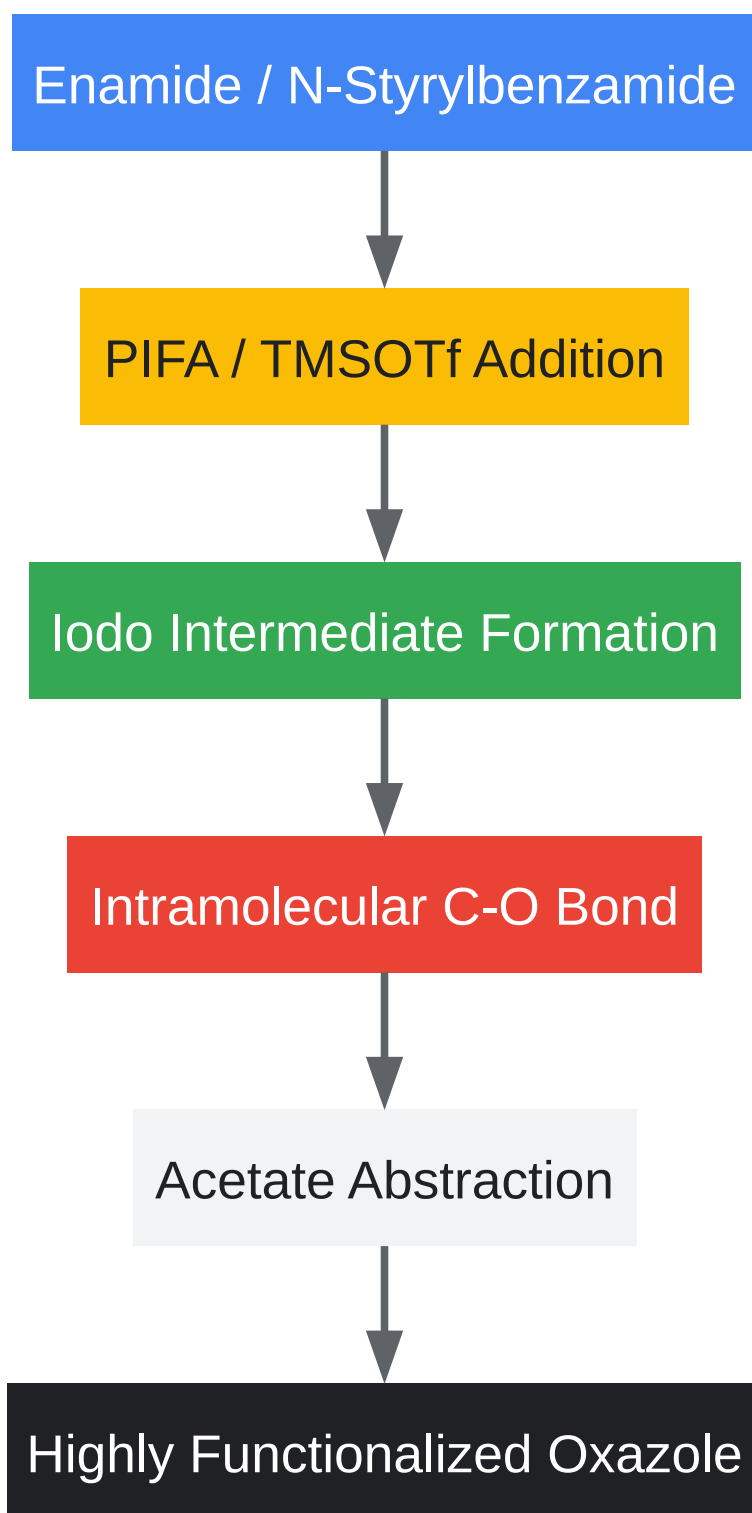 Enamide / N-Styrylbenzamide
PIFA / TMSOTf Addition
Iodo Intermediate Formation
Intramolecular C-O Bond
Acetate Abstraction
Highly Functionalized Oxazole